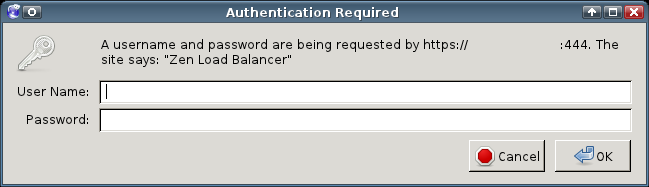 Authentication Required
A username and password are being requested by https:// :444. The
site says: "Zen Load Balancer"
User Name:
Password:
Cancel
OK